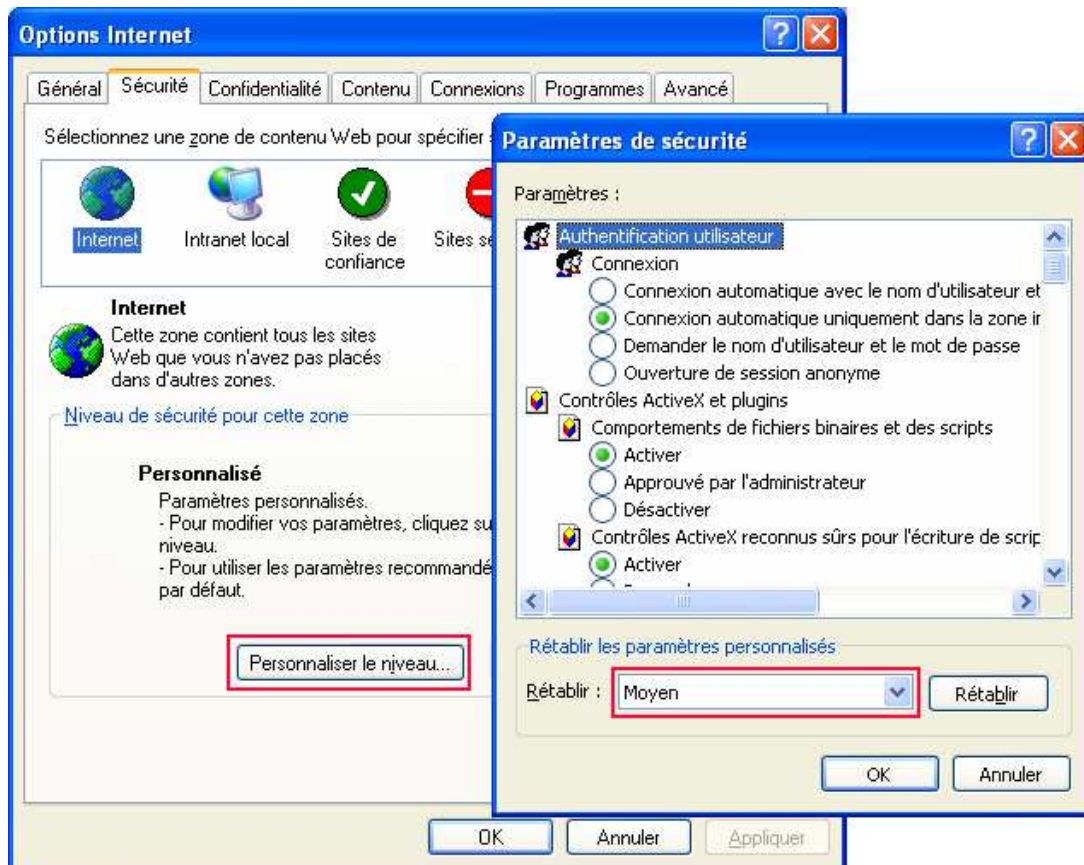 Options Internet
Général Sécurité Confidentialité Contenu Connexions Programmes Avancé
Sélectionnez une zone de contenu Web pour spécifier
Internet
Intranet local
Sites de
confiance
Sites
Internet
Cette zone contient tous les sites
Web que vous n'avez pas placés
dans d'autres zones.
Niveau de sécurité pour cette zone
Personnalisé
Paramètres personnalisés.
- Pour modifier vos paramètres, cliquez
niveau.
- Pour utiliser les paramètres
par défaut.
Personnaliser le niveau...
OK Annuler Appliquer
Paramètres de sécurité
Paramètres :
Authentification utilisateur
Connexion
Connexion automatique avec le nom d'utilisateur et
Connexion automatique uniquement dans la zone
Demander le nom d'utilisateur et le mot de passe
Ouverture de session anonyme
Contrôles ActiveX et plugins
Comportements de fichiers binaires et des scripts
Activer
Approuvé par l'administrateur
Désactiver
Contrôles ActiveX reconnus sûrs pour l'écriture de
Activer
Rétablir les paramètres personnalisés
Rétablir : Moyen Rétablir
OK Annuler